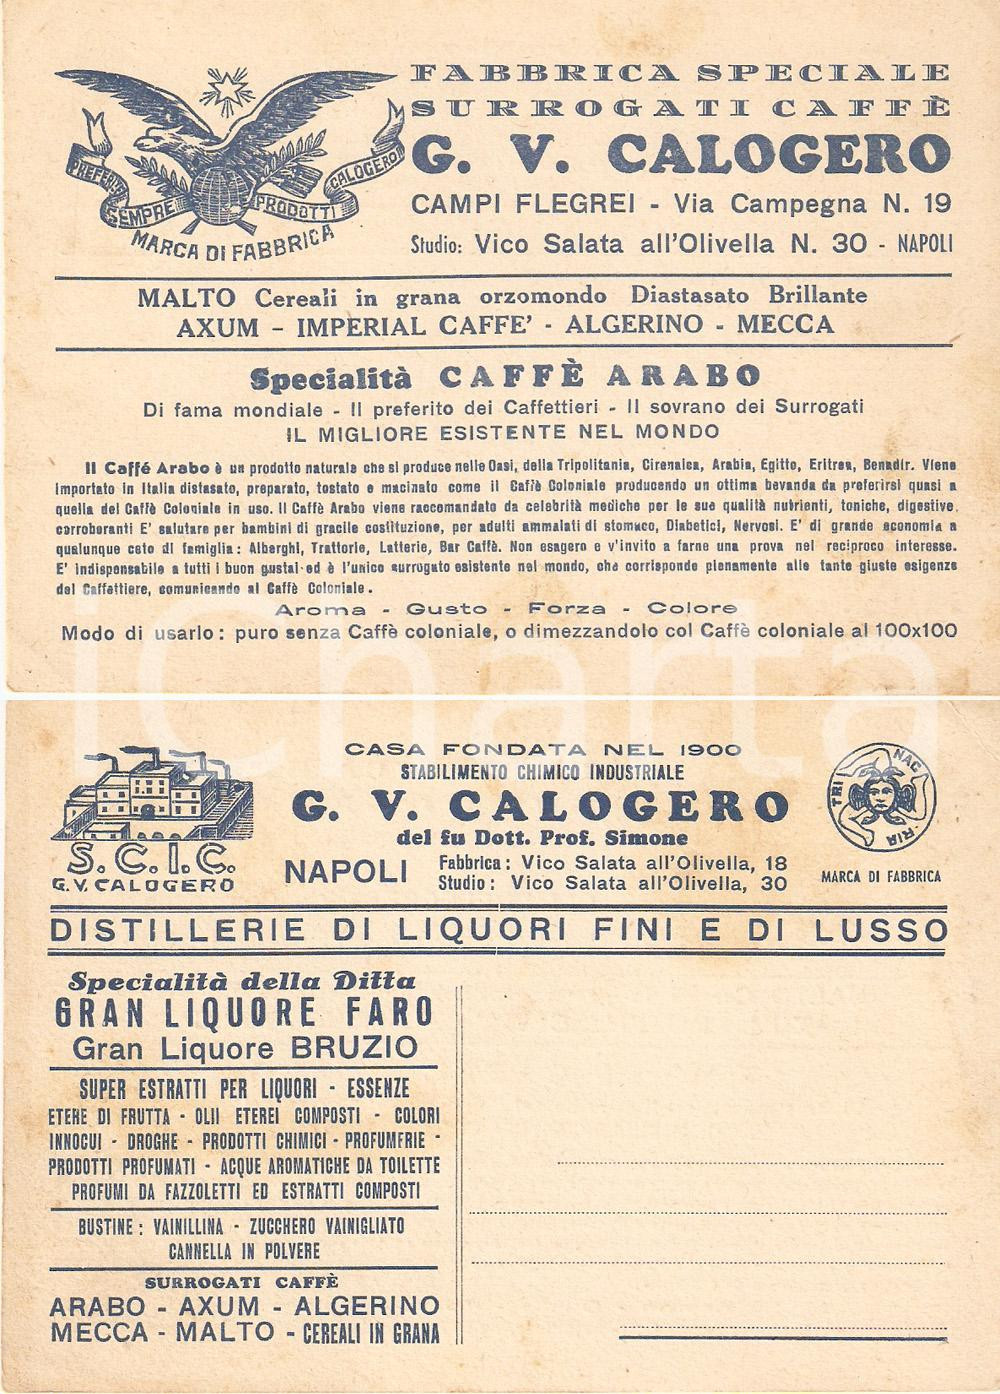 FABBRICA SPECIALE
SURROGATI CAFFÈ
G. V. CALOGERO
CAMPI FLEGREI - Via Campegna N. 19
Studio: Vico Salata all'Olivella N. 30 - NAPOLI
PREFERITE SEMPRE PRODOTTI CALOGERO
MARCA DI FABBRICA
MALTO Cereali in grana orzomondo Diastasato Brillante
AXUM - IMPERIAL CAFFE' - ALGERINO - MECCA
Specialità CAFFÈ ARABO
Di fama mondiale - Il preferito dei Caffettieri - Il sovrano dei Surrogati
IL MIGLIORE ESISTENTE NEL MONDO
Il Caffé Arabo è un prodotto naturale che si produce nelle Oasi, della Tripolitania, Cirenaica, Arabia, Egitto, Eritrea, Benadir. Viene
importato in Italia distasato, preparato, tostato e macinato come il Caffè Coloniale producendo un ottima bevanda da preferirsi quasi a
quella del Caffè Coloniale in uso. Il Caffè Arabo viene raccomandato da celebrità mediche per le sue qualità nutrienti, toniche, digestive,
corroboranti E' salutare per bambini di gracile costituzione, per adulti ammalati di stomaco, Diabetici, Nervosi. E' di grande economia a
qualunque ceto di famiglia: Alberghi, Trattorie, Latterie, Bar Caffè. Non esagero e v'invito a farne una prova nel reciproco interesse.
E' indispensabile a tutti i buon gustai ed è l'unico surrogato esistente nel mondo, che corrisponde pienamente alle tante giuste esigenze
del Caffettiere, comunicando al Caffè Coloniale.
Aroma - Gusto - Forza - Colore
Modo di usarlo: puro senza Caffè coloniale, o dimezzandolo col Caffè coloniale al 100x100
iCharta
CASA FONDATA NEL 1900
STABILIMENTO CHIMICO INDUSTRIALE
G. V. CALOGERO
del fu Dott. Prof. Simone
NAPOLI
Fabbrica: Vico Salata all'Olivella, 18
Studio: Vico Salata all'Olivella, 30
S.C.I.C.
G.V.CALOGERO
TRI NAC RIA
MARCA DI FABBRICA
DISTILLERIE DI LIQUORI FINI E DI LUSSO
Specialità della Ditta
GRAN LIQUORE FARO
Gran Liquore BRUZIO
SUPER ESTRATTI PER LIQUORI - ESSENZE
ETERE DI FRUTTA - OLII ETEREI COMPOSTI - COLORI
INNOCUI - DROGHE - PRODOTTI CHIMICI - PROFUMERIE -
PRODOTTI PROFUMATI - ACQUE AROMATICHE DA TOILETTE
PROFUMI DA FAZZOLETTI ED ESTRATTI COMPOSTI
BUSTINE: VAINILLINA - ZUCCHERO VAINIGLIATO
CANNELLA IN POLVERE
SURROGATI CAFFÈ
ARABO - AXUM - ALGERINO
MECCA - MALTO - CEREALI IN GRANA